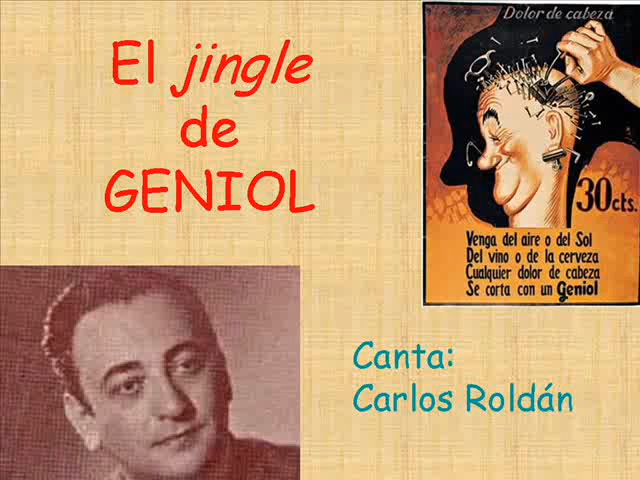 El jingle
de
GENIOL
Dolor de cabeza
30cts.
Venga del aire o del Sol
Del vino o de la cerveza
Cualquier dolor de cabeza
Se corta con un Geniol
Canta:
Carlos Roldán